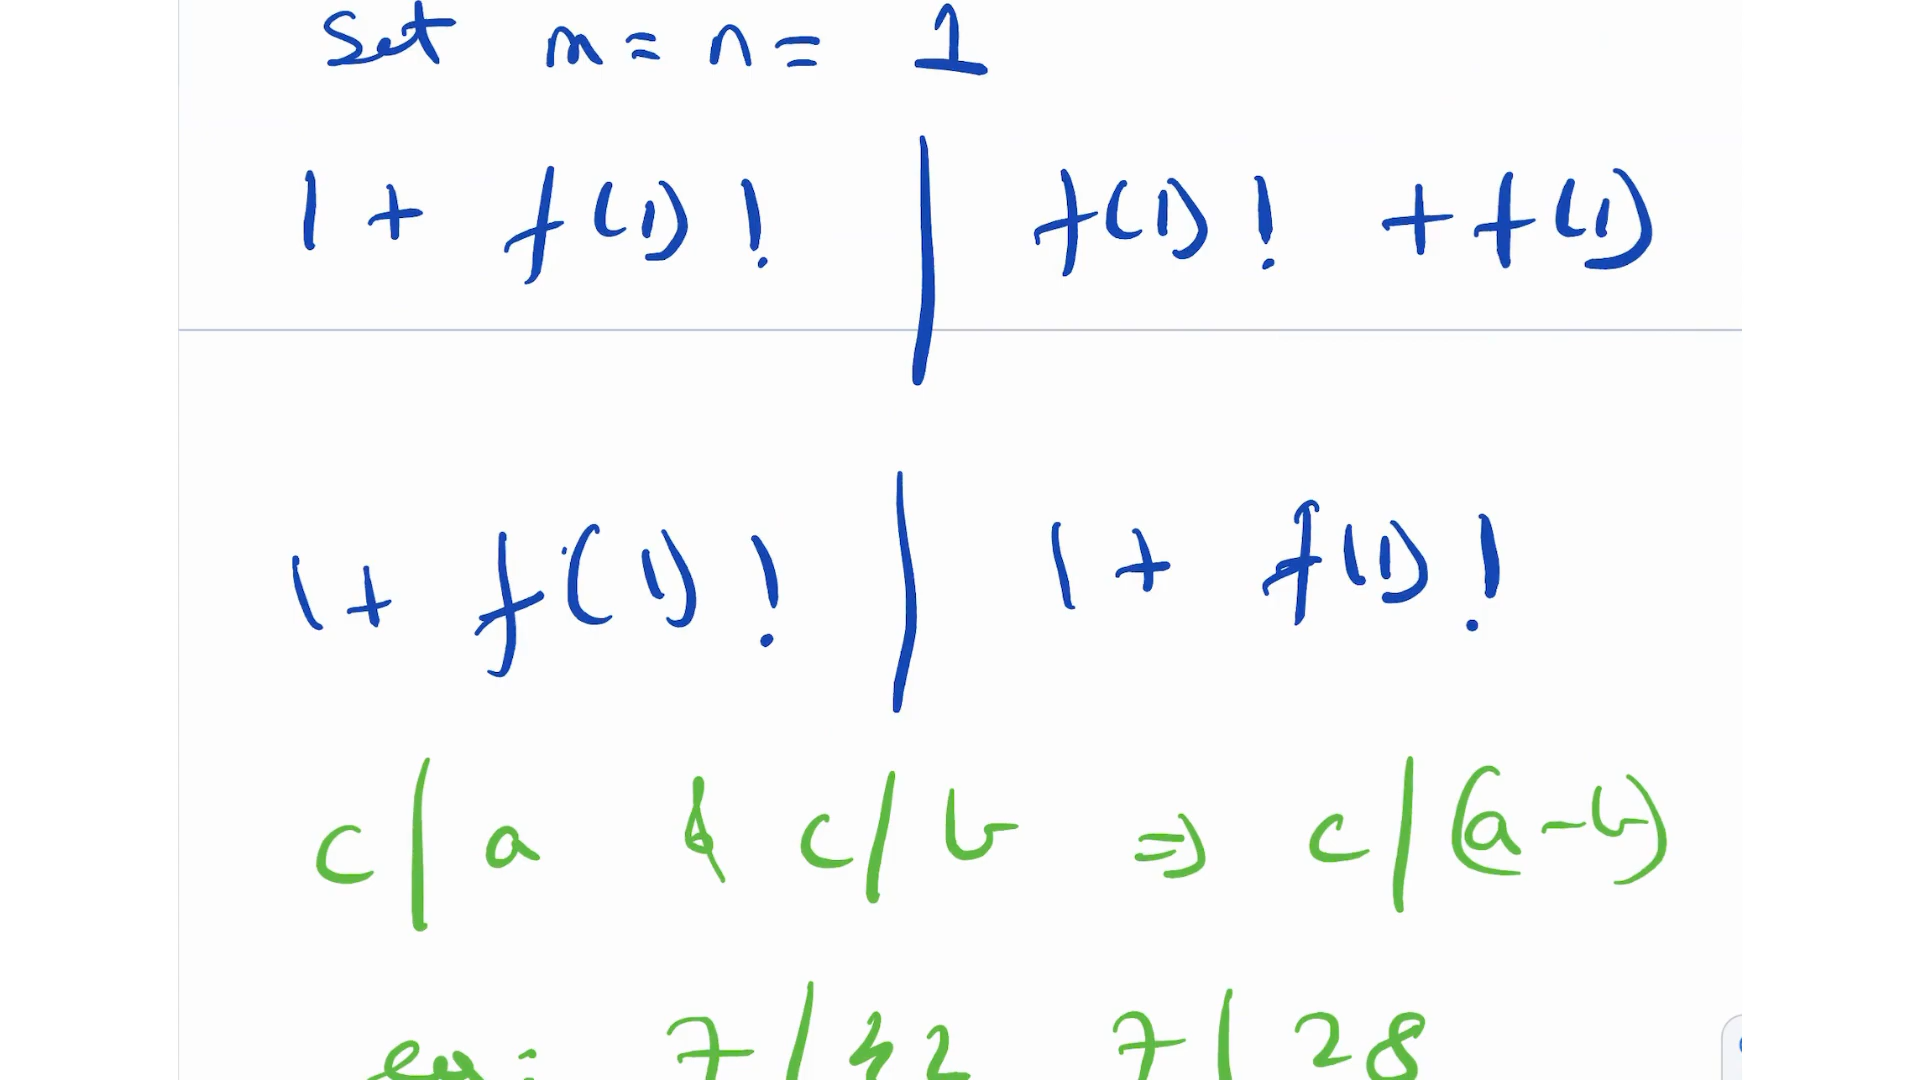 Set m = n = 1
1 + f(1)! | f(1)! + f(1)
1 + f(1)! | 1 + f(1)!
c | a & c | b ⇒ c | (a - b)
ex: 7 | 42 7 | 28